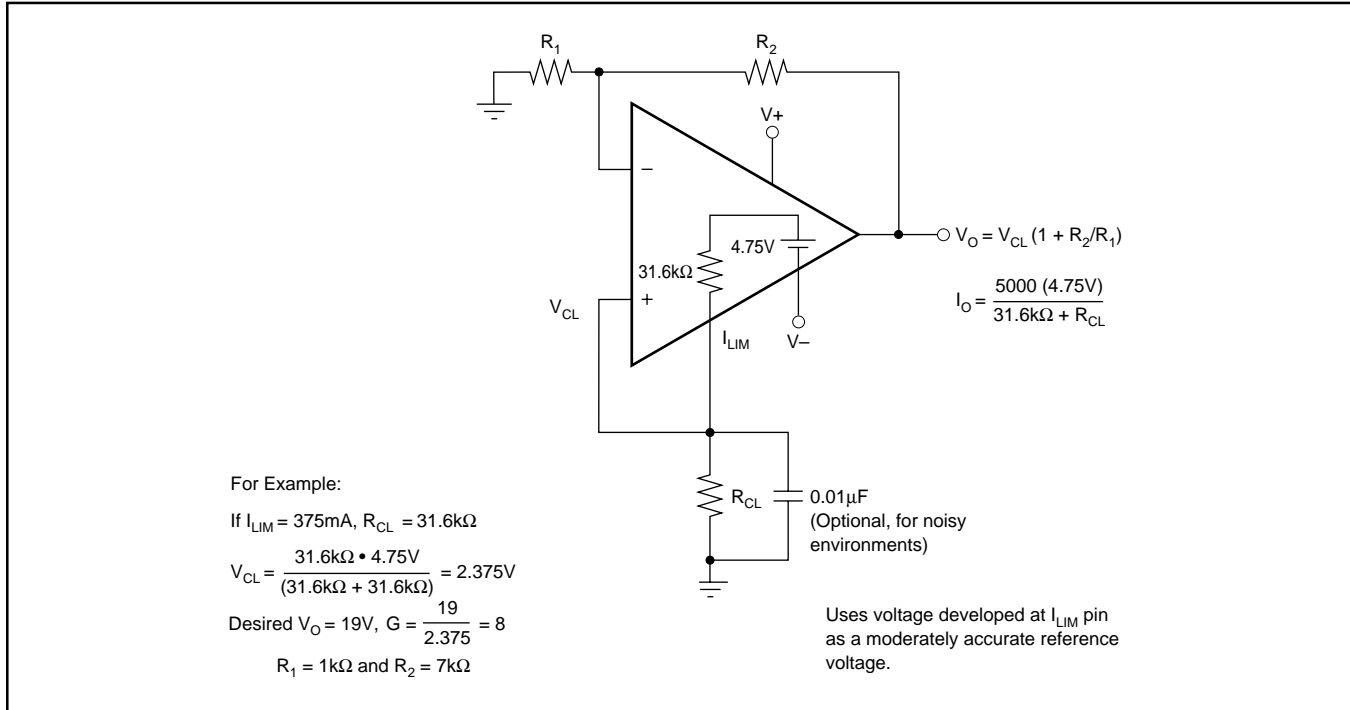 R1
R2
V+
−
4.75V
VO = VCL (1 + R2/R1)
31.6kΩ
IO = 5000 (4.75V)
31.6kΩ + RCL
VCL
+
ILIM
V−
For Example:
If ILIM = 375mA, RCL = 31.6kΩ
VCL = 31.6kΩ • 4.75V
(31.6kΩ + 31.6kΩ) = 2.375V
Desired VO = 19V, G = 19
2.375 = 8
R1 = 1kΩ and R2 = 7kΩ
RCL
0.01µF
(Optional, for noisy
environments)
Uses voltage developed at ILIM pin
as a moderately accurate reference
voltage.